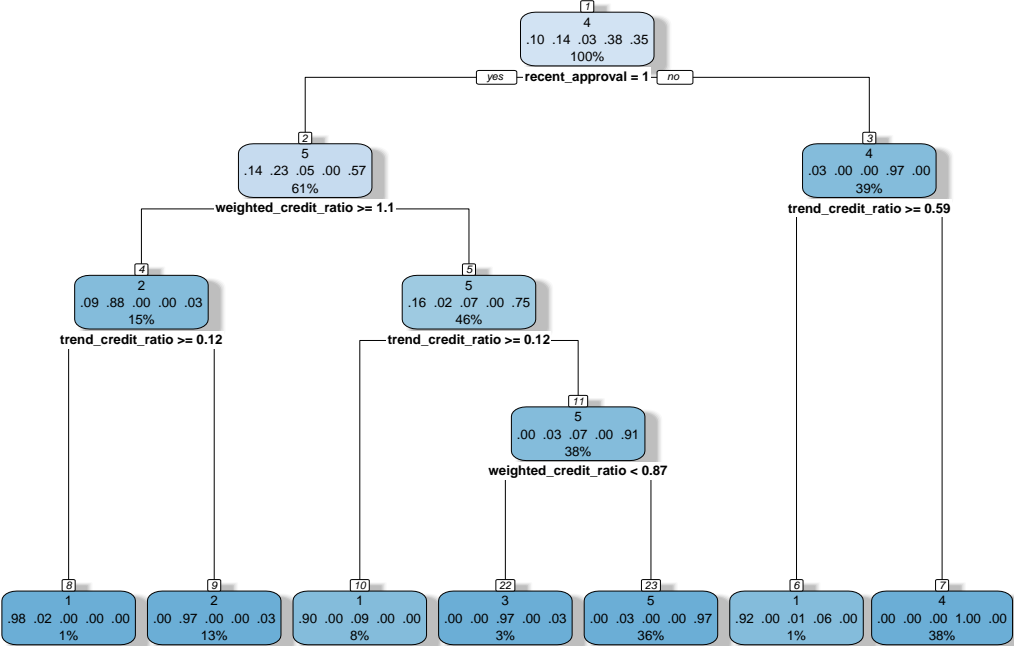 1
4
.10 .14 .03 .38 .35
100%
yes recent_approval = 1 no
2
5
.14 .23 .05 .00 .57
61%
weighted_credit_ratio >= 1.1
3
4
.03 .00 .00 .97 .00
39%
trend_credit_ratio >= 0.59
4
2
.09 .88 .00 .00 .03
15%
trend_credit_ratio >= 0.12
5
5
.16 .02 .07 .00 .75
46%
trend_credit_ratio >= 0.12
11
5
.00 .03 .07 .00 .91
38%
weighted_credit_ratio < 0.87
8
1
.98 .02 .00 .00 .00
1%
9
2
.00 .97 .00 .00 .03
13%
10
1
.90 .00 .09 .00 .00
8%
22
3
.00 .00 .97 .00 .03
3%
23
5
.00 .03 .00 .00 .97
36%
6
1
.92 .00 .01 .06 .00
1%
7
4
.00 .00 .00 1.00 .00
38%